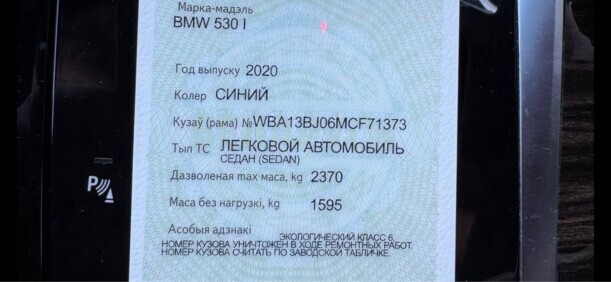 Марка-мадэль
BMW 530 I
Год выпуску 2020
Колер СИНИЙ
Кузаў (рама) №WBA13BJ06MCF71373
Тып ТС ЛЕГКОВОЙ АВТОМОБИЛЬ
СЕДАН (SEDAN)
Дазволеная max маса, kg 2370
Маса без нагрузкі, kg 1595
Асобыя адзнакі ЭКОЛОГИЧЕСКИЙ КЛАСС 6,
НОМЕР КУЗОВА УНИЧТОЖЕН В ХОДЕ РЕМОНТНЫХ РАБОТ.
НОМЕР КУЗОВА СЧИТАТЬ ПО ЗАВОДСКОЙ ТАБЛИЧКЕ.
P